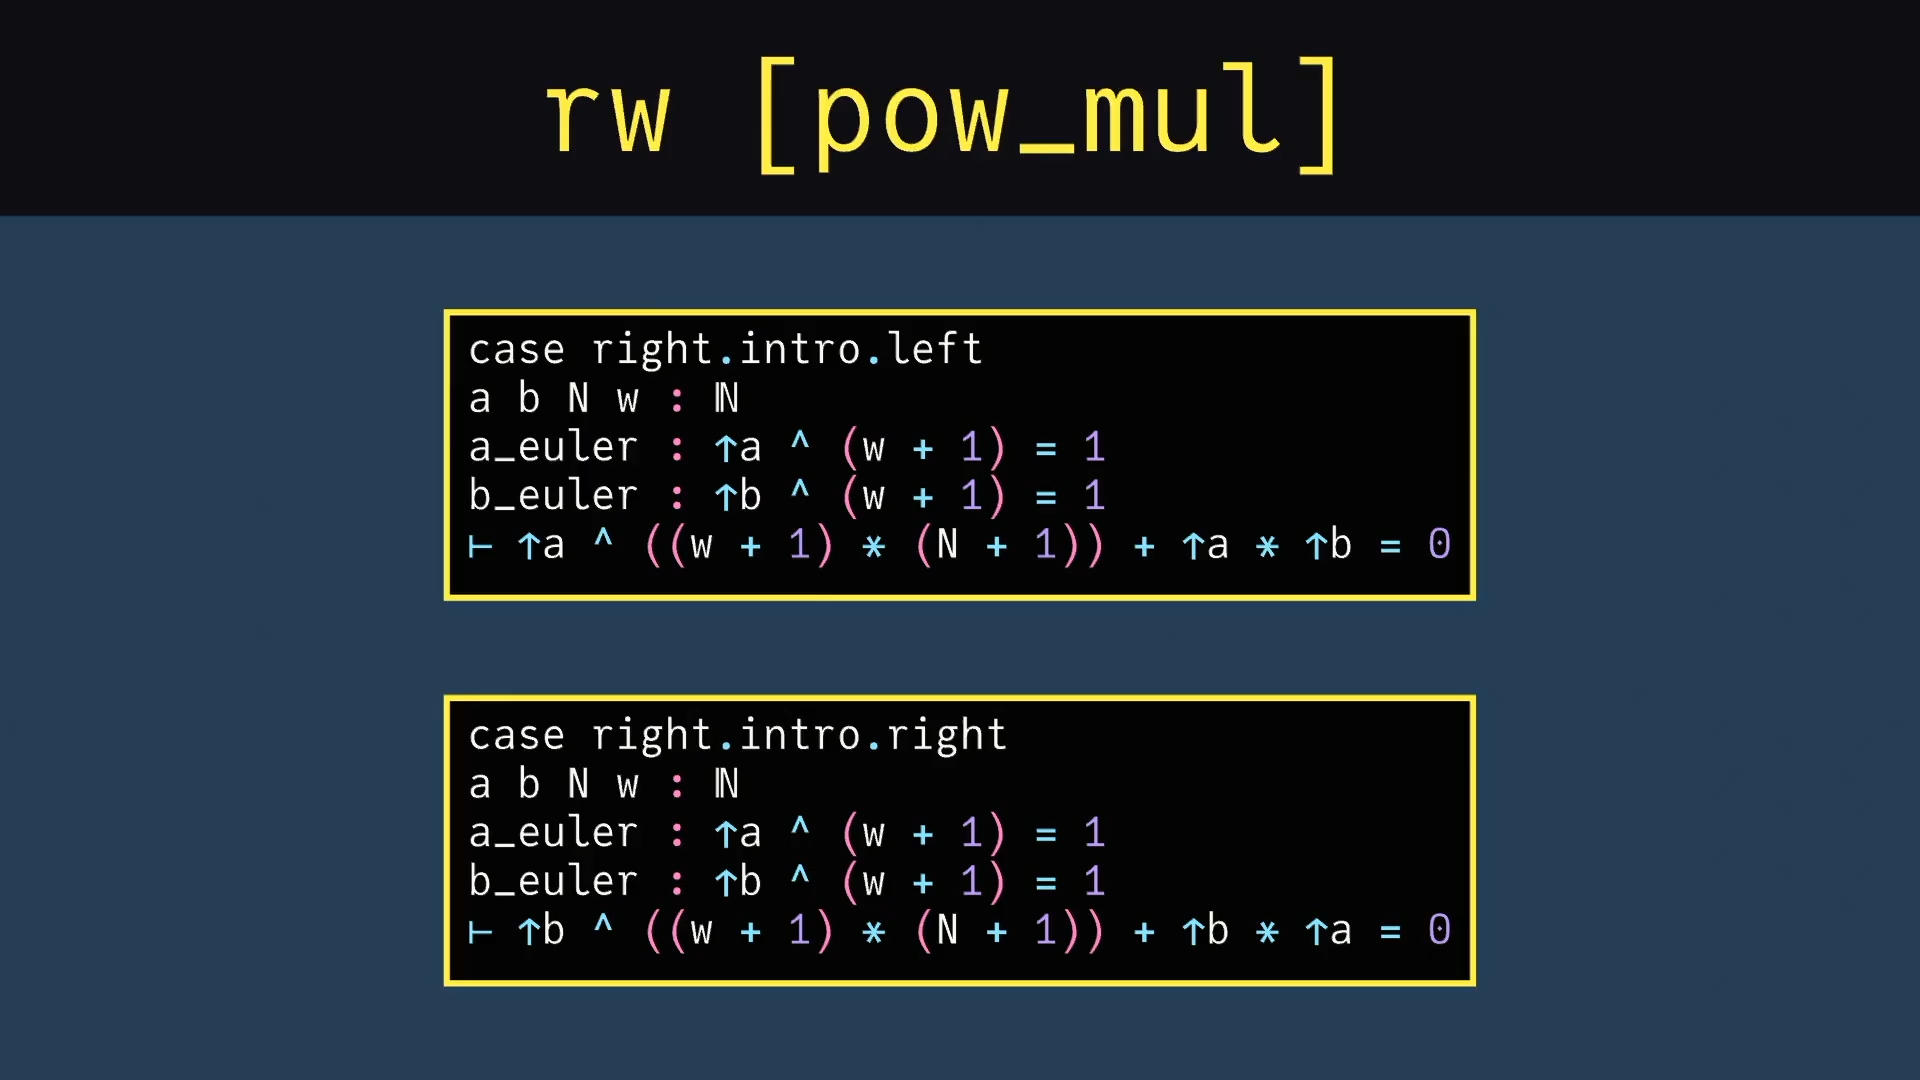 rw [pow_mul]
case right.intro.left
a b N w : ℕ
a_euler : ↑a ^ (w + 1) = 1
b_euler : ↑b ^ (w + 1) = 1
⊢ ↑a ^ ((w + 1) * (N + 1)) + ↑a * ↑b = 0
case right.intro.right
a b N w : ℕ
a_euler : ↑a ^ (w + 1) = 1
b_euler : ↑b ^ (w + 1) = 1
⊢ ↑b ^ ((w + 1) * (N + 1)) + ↑b * ↑a = 0